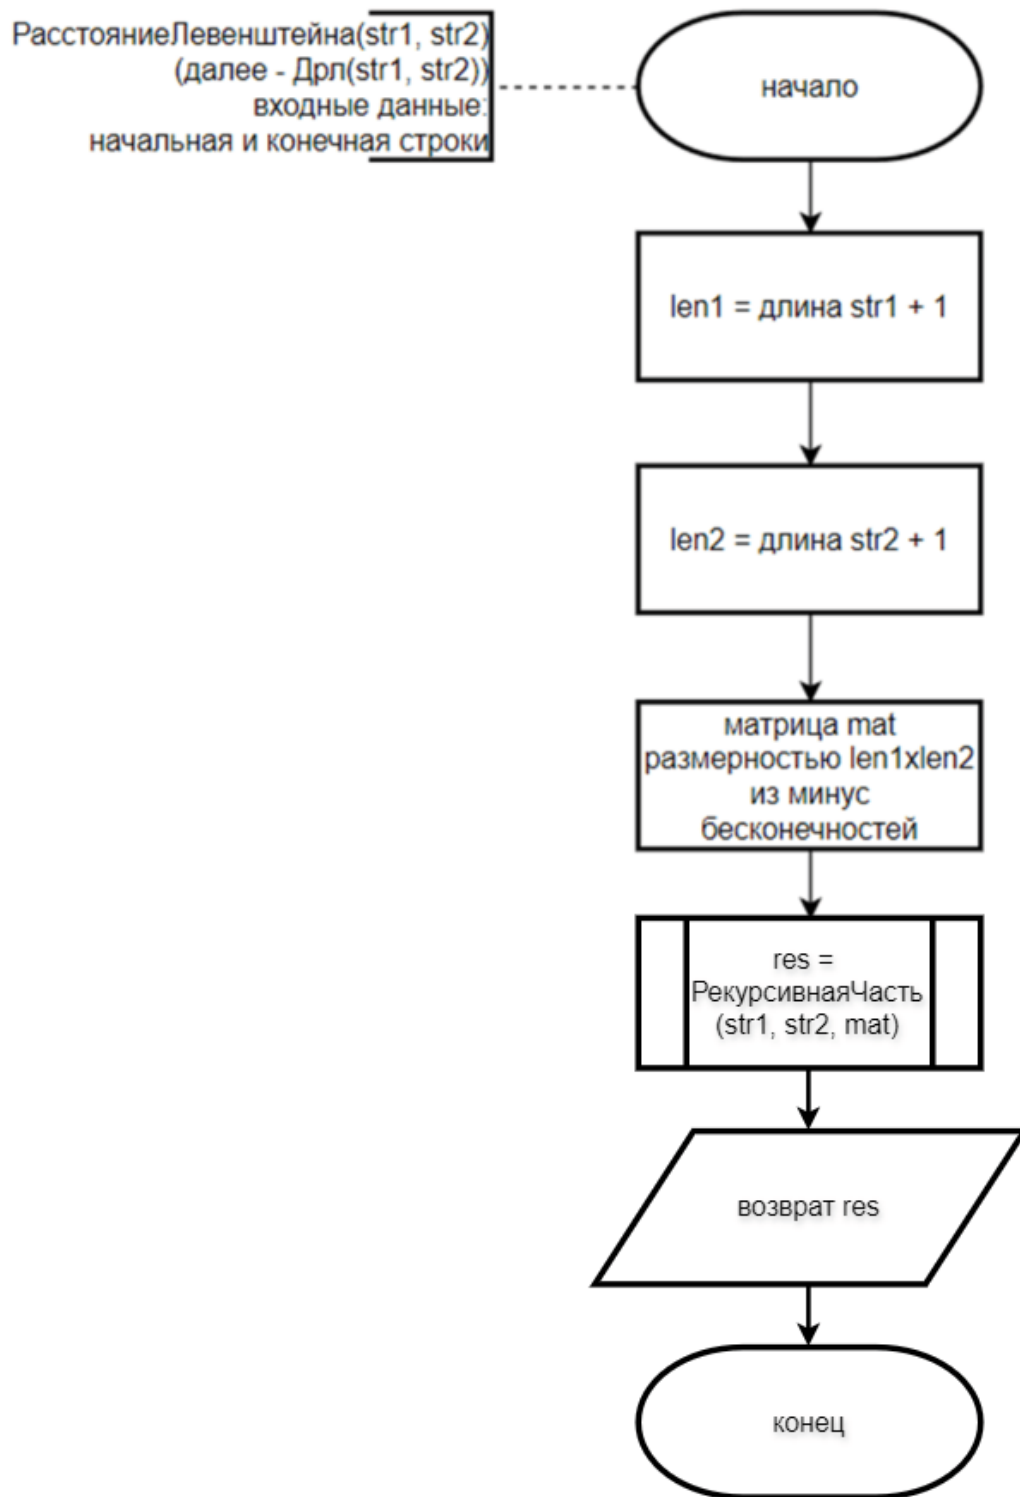 РасстояниеЛевенштейна(str1, str2)
(далее - Дрл(str1, str2))
входные данные:
начальная и конечная строки
начало
len1 = длина str1 + 1
len2 = длина str2 + 1
матрица mat
размерностью len1xlen2
из минус
бесконечностей
res =
РекурсивнаяЧасть
(str1, str2, mat)
возврат res
конец